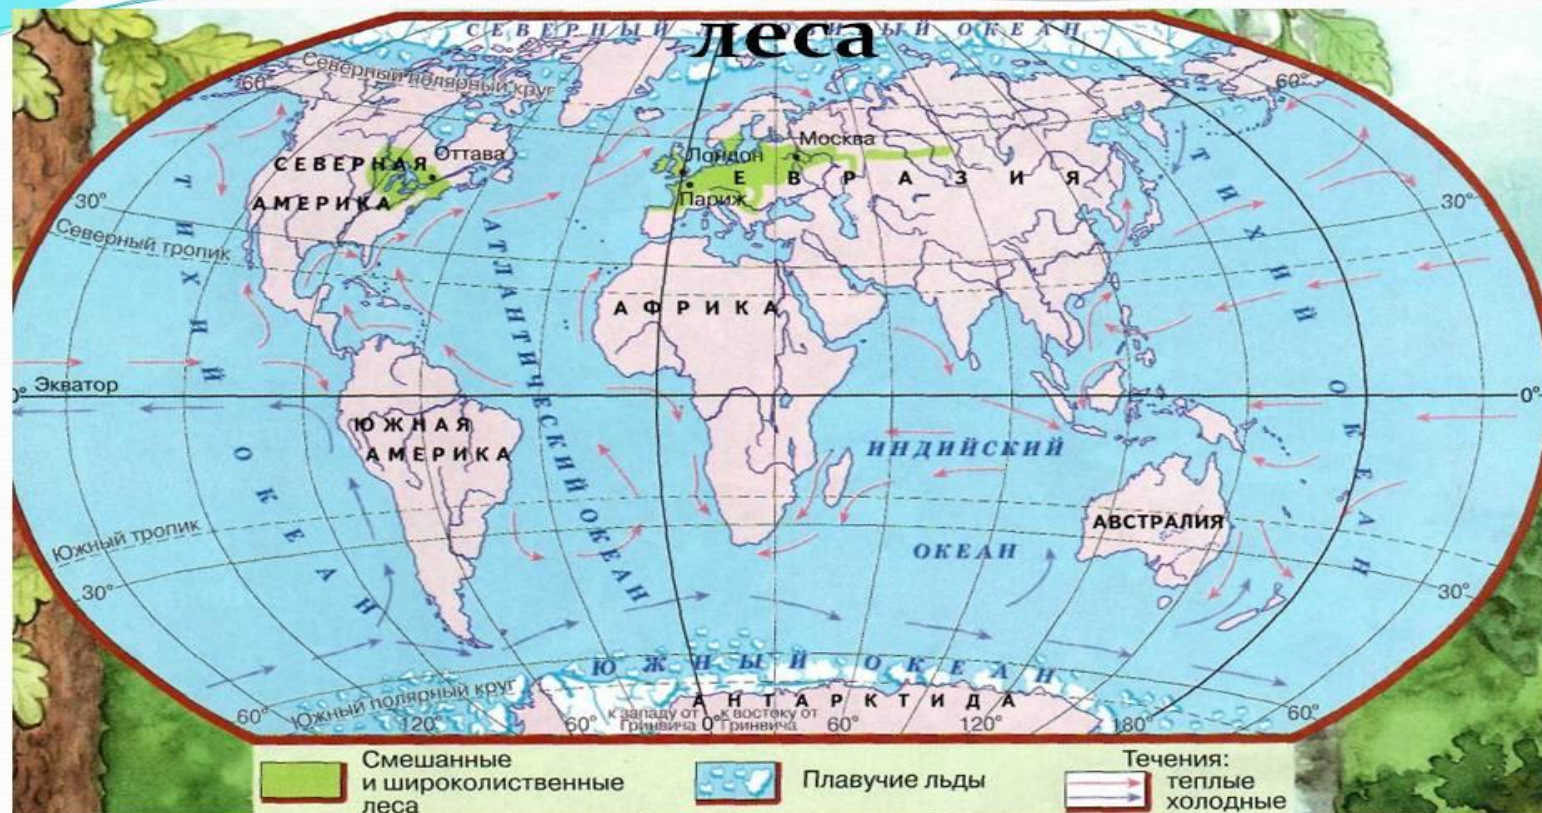 леса
СЕВЕРНЫЙ Л ЫЙ ОКЕАН
Северный полярный круг
60°
60°
Москва
Оттава
Лондон
СЕВЕРНАЯ
АМЕРИКА
ЕВРАЗИЯ
Париж
30°
30°
Северный тропик
ТИХИЙ
ОКЕАН
АТЛАНТИЧЕСКИЙ ОКЕАН
ТИХИЙ
ОКЕАН
АФРИКА
0° Экватор
0°
ЮЖНАЯ
АМЕРИКА
ИНДИЙСКИЙ
ОКЕАН
АВСТРАЛИЯ
Южный тропик
30°
30°
ЮЖНЫЙ ОКЕАН
Южный полярный круг
АНТАРКТИДА
60°
120°
60°
к западу от
Гринвича
0°
к востоку от
Гринвича
60°
120°
180°
60°
Смешанные
и широколиственные
леса
Плавучие льды
Течения:
теплые
холодные